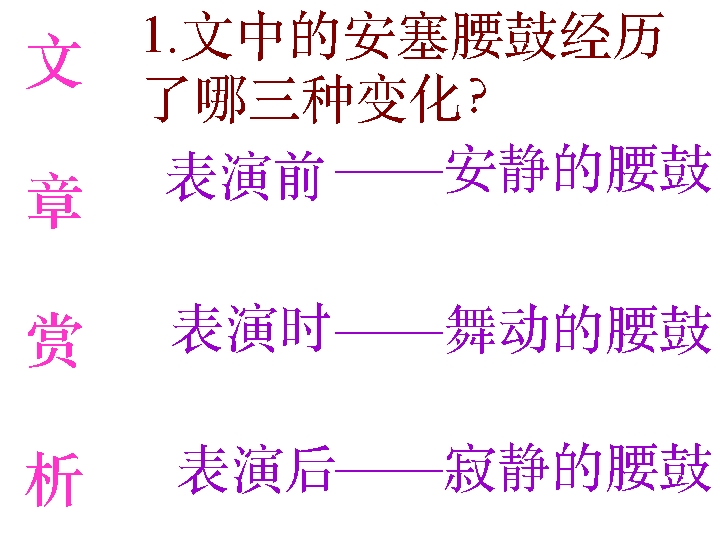 文章赏析
1.文中的安塞腰鼓经历
了哪三种变化?
表演前——安静的腰鼓
表演时——舞动的腰鼓
表演后——寂静的腰鼓